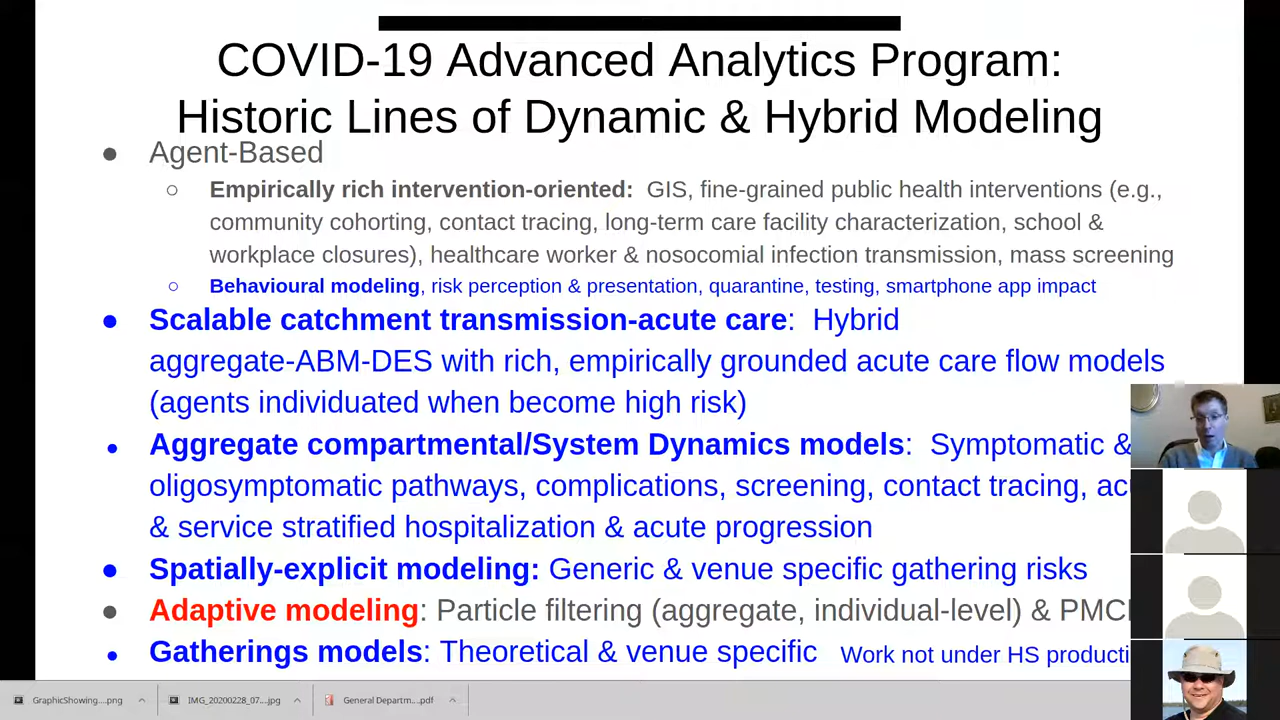 COVID-19 Advanced Analytics Program:
Historic Lines of Dynamic & Hybrid Modeling
● Agent-Based
○ Empirically rich intervention-oriented: GIS, fine-grained public health interventions (e.g.,
community cohorting, contact tracing, long-term care facility characterization, school &
workplace closures), healthcare worker & nosocomial infection transmission, mass screening
○ Behavioural modeling, risk perception & presentation, quarantine, testing, smartphone app impact
● Scalable catchment transmission-acute care: Hybrid
aggregate-ABM-DES with rich, empirically grounded acute care flow models
(agents individuated when become high risk)
● Aggregate compartmental/System Dynamics models: Symptomatic &
oligosymptomatic pathways, complications, screening, contact tracing,
& service stratified hospitalization & acute progression
● Spatially-explicit modeling: Generic & venue specific gathering risks
● Adaptive modeling: Particle filtering (aggregate, individual-level) &
● Gatherings models: Theoretical & venue specific Work not under HS
GraphicShowing....png
IMG_20200228_07...jpg
General Departm....pdf